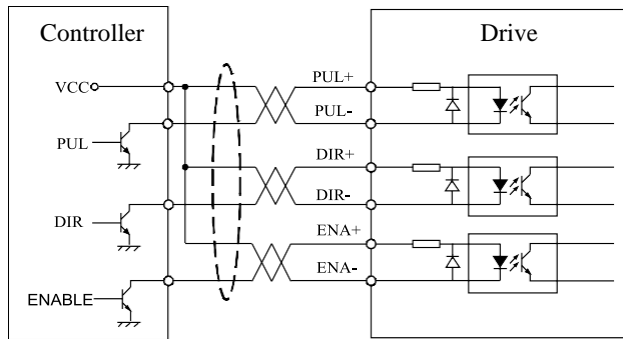 Controller
Drive
VCC
PUL+
PUL-
PUL
DIR+
DIR-
DIR
ENA+
ENA-
ENABLE